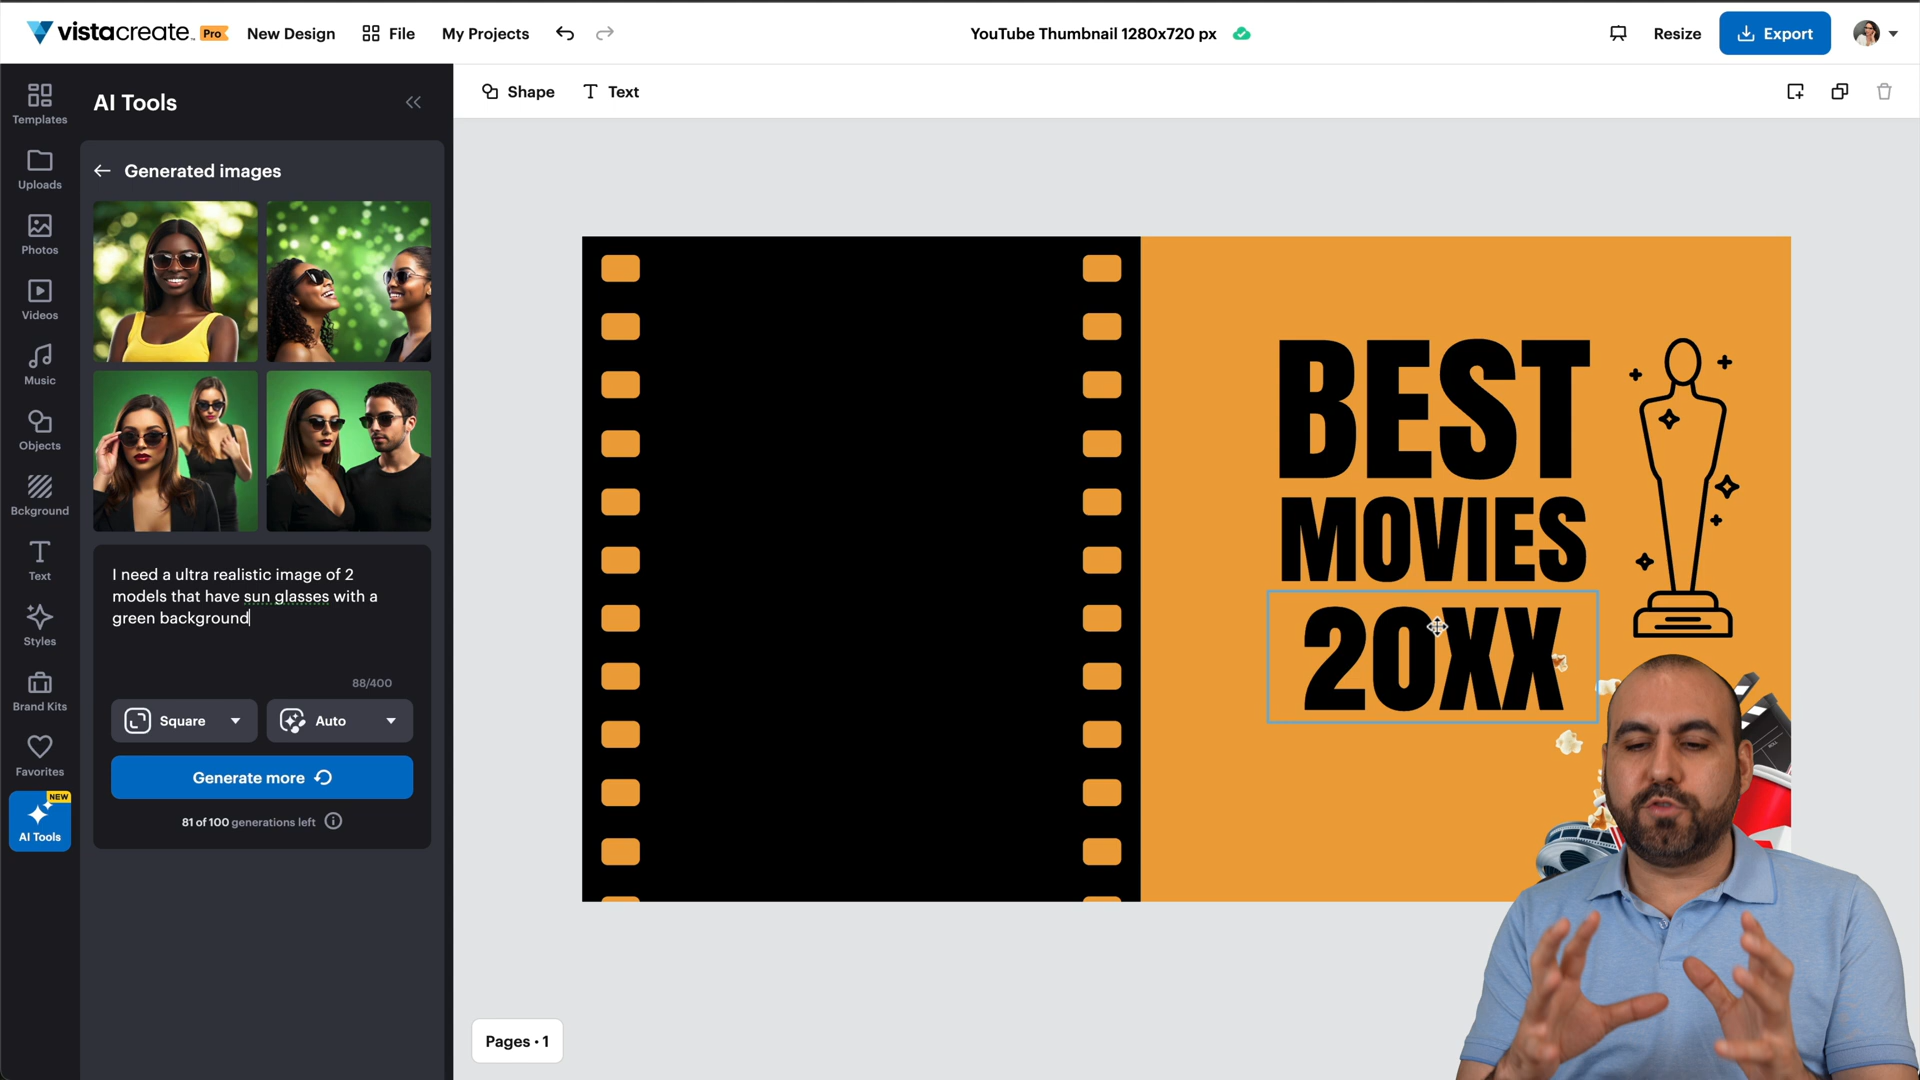 vistacreate Pro New Design File My Projects YouTube Thumbnail 1280x720 px Resize Export
Shape Text
Templates
Uploads
Photos
Videos
Music
Objects
Bckground
Text
Styles
Brand Kits
Favorites
NEW
AI Tools
AI Tools
Generated images
I need a ultra realistic image of 2
models that have sun glasses with a
green background
88/400
Square Auto
Generate more
81 of 100 generations left
BEST
MOVIES
20XX
Pages • 1